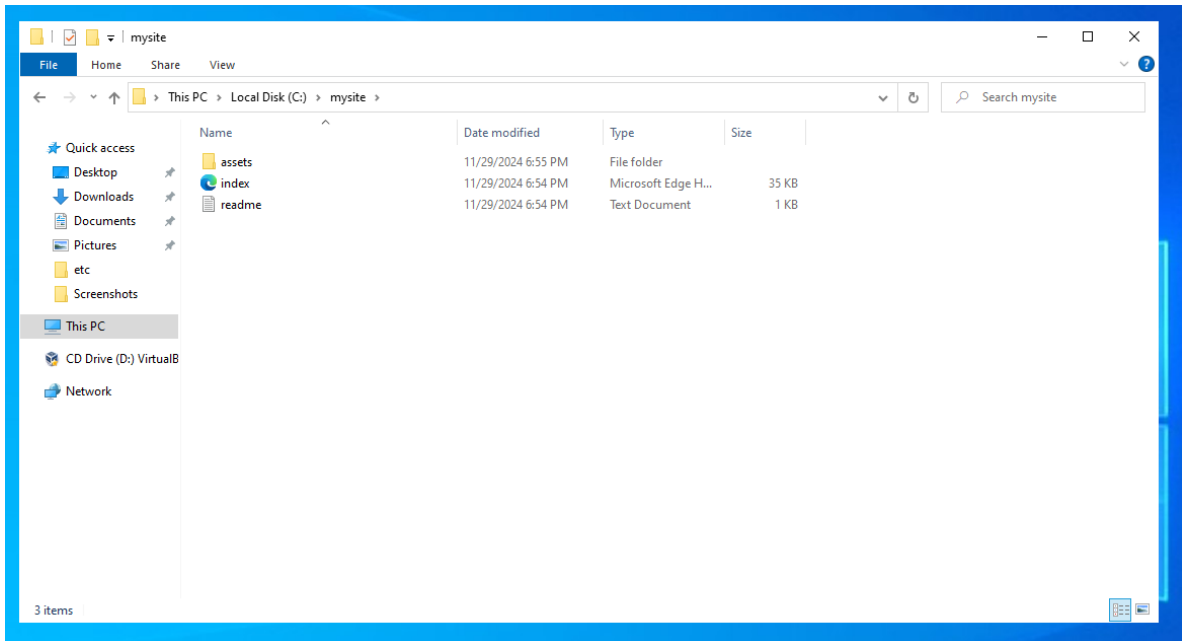 mysite
File Home Share View
This PC > Local Disk (C:) > mysite >
Search mysite
Name Date modified Type Size
Quick access
Desktop
Downloads
Documents
Pictures
etc
Screenshots
This PC
CD Drive (D:) VirtualB
Network
assets 11/29/2024 6:55 PM File folder
index 11/29/2024 6:54 PM Microsoft Edge H... 35 KB
readme 11/29/2024 6:54 PM Text Document 1 KB
3 items